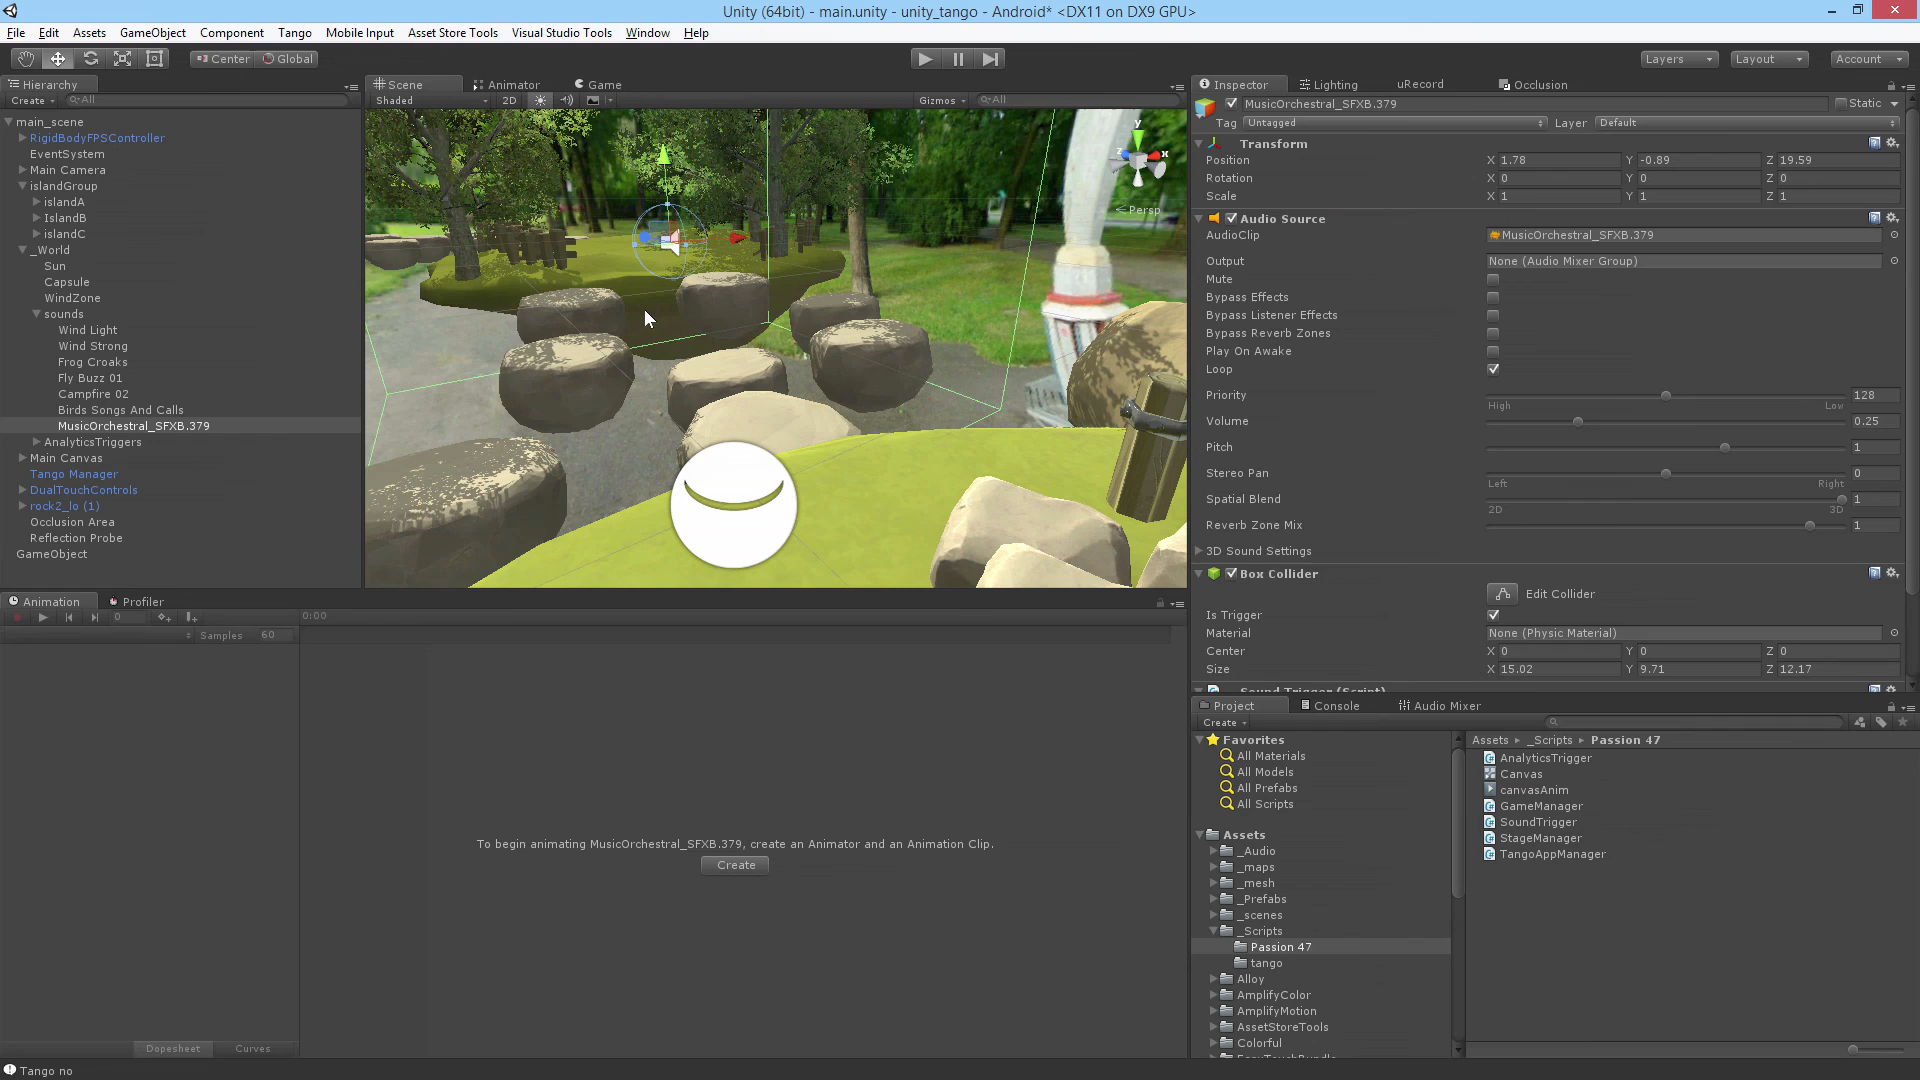 Unity (64bit) - main.unity - unity_tango - Android* <DX11 on DX9 GPU>
File Edit Assets GameObject Component Tango Mobile Input Asset Store Tools Visual Studio Tools Window Help
Center Global Layers Layout Account
Hierarchy
Create All
main_scene
RigidBodyFPSController
EventSystem
Main Camera
islandGroup
islandA
IslandB
islandC
_World
Sun
Capsule
WindZone
sounds
Wind Light
Wind Strong
Frog Croaks
Fly Buzz 01
Campfire 02
Birds Songs And Calls
MusicOrchestral_SFXB.379
AnalyticsTriggers
Main Canvas
Tango Manager
DualTouchControls
rock2_lo (1)
Occlusion Area
Reflection Probe
GameObject
Scene Animator Game
Shaded 2D Gizmos All
y
z x
Persp
Inspector Lighting uRecord Occlusion
MusicOrchestral_SFXB.379 Static
Tag Untagged Layer Default
Transform
Position X 1.78 Y -0.89 Z 19.59
Rotation X 0 Y 0 Z 0
Scale X 1 Y 1 Z 1
Audio Source
AudioClip MusicOrchestral_SFXB.379
Output None (Audio Mixer Group)
Mute
Bypass Effects
Bypass Listener Effects
Bypass Reverb Zones
Play On Awake
Loop
Priority 128
High Low
Volume 0.25
Pitch 1
Stereo Pan 0
Left Right
Spatial Blend 1
2D 3D
Reverb Zone Mix 1
3D Sound Settings
Box Collider
Edit Collider
Is Trigger
Material None (Physic Material)
Center X 0 Y 0 Z 0
Size X 15.02 Y 9.71 Z 12.17
Sound Trigger (Script)
Animation Profiler
0 0:00
Samples 60
To begin animating MusicOrchestral_SFXB.379, create an Animator and an Animation Clip.
Create
Dopesheet Curves
Project Console Audio Mixer
Create
Favorites
All Materials
All Models
All Prefabs
All Scripts
Assets
_Audio
_maps
_mesh
_Prefabs
_scenes
_Scripts
Passion 47
tango
Alloy
AmplifyColor
AmplifyMotion
AssetStoreTools
Colorful
EasyTouchBundle
Assets _Scripts Passion 47
AnalyticsTrigger
Canvas
canvasAnim
GameManager
SoundTrigger
StageManager
TangoAppManager
Tango no